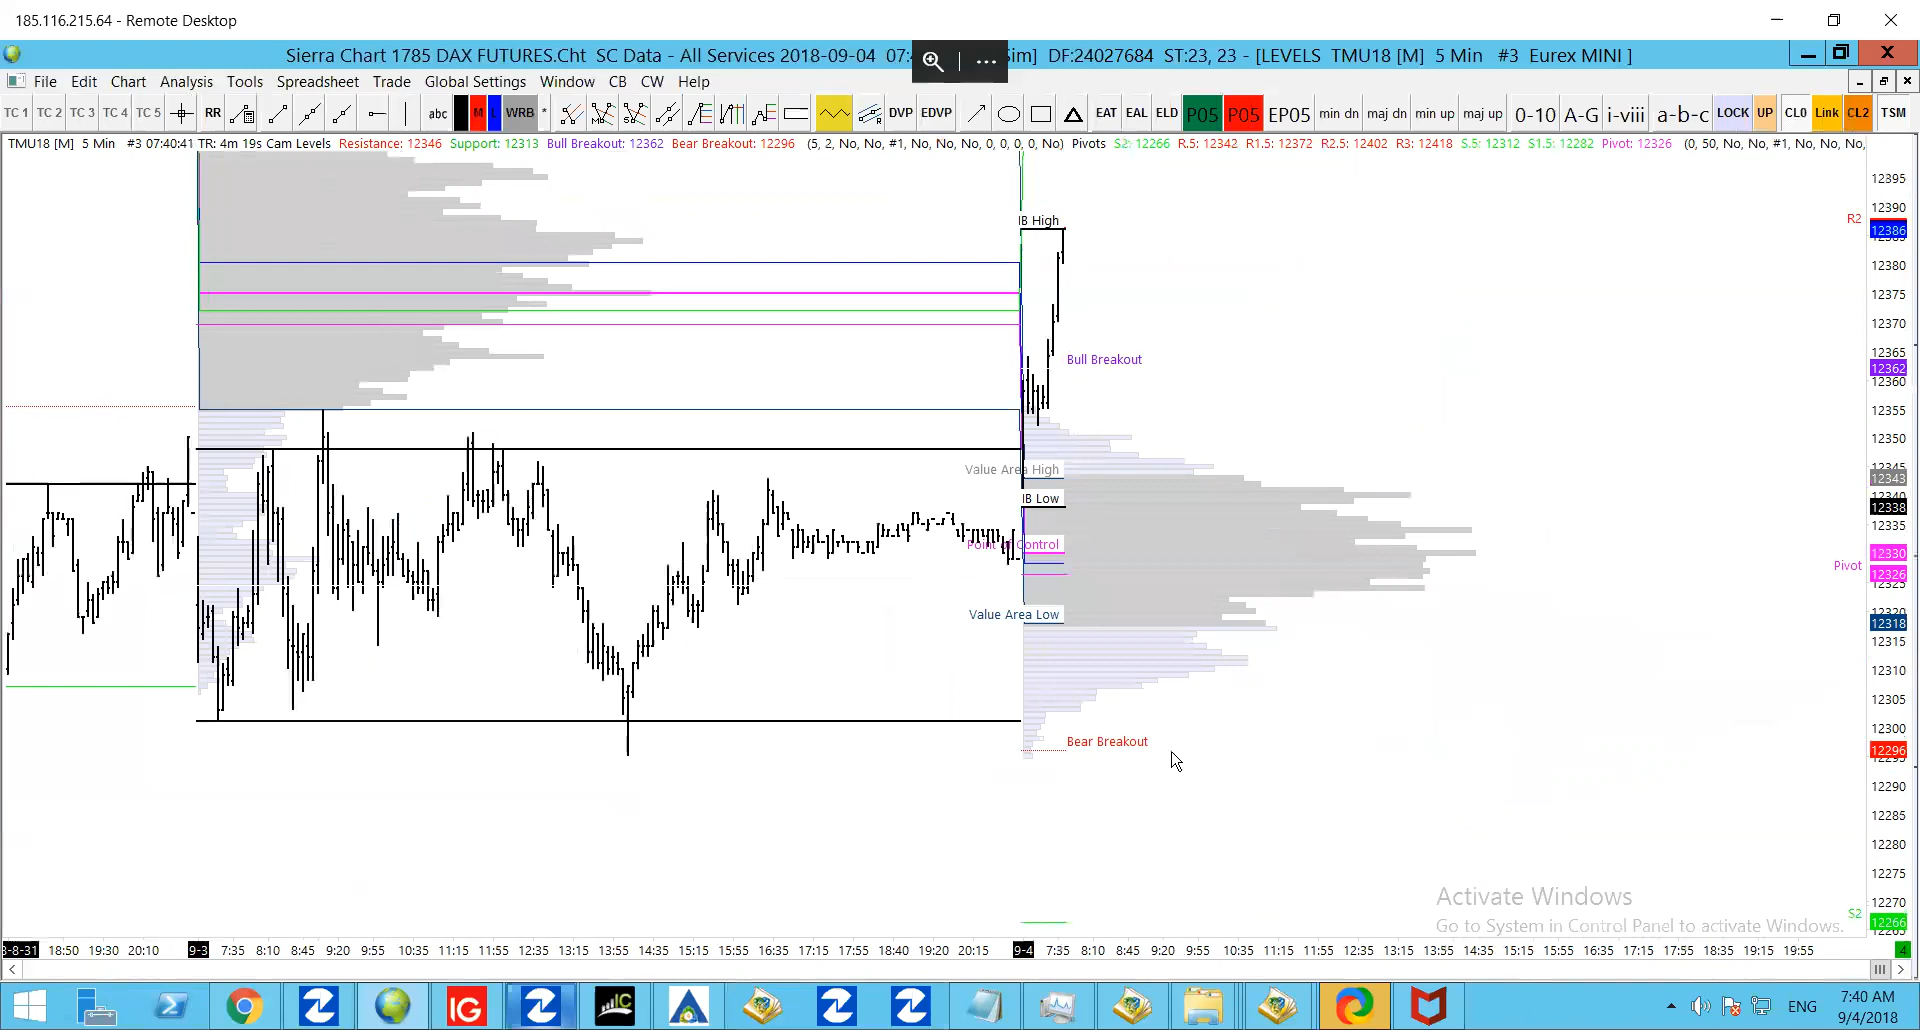 185.116.215.64 - Remote Desktop
Sierra Chart 1785 DAX FUTURES.Cht SC Data - All Services 2018-09-04 07: Sim] DF:24027684 ST:23, 23 - [LEVELS TMU18 [M] 5 Min #3 Eurex MINI ]
File Edit Chart Analysis Tools Spreadsheet Trade Global Settings Window CB CW Help
TC 1 TC 2 TC 3 TC 4 TC 5 RR abc M L WRB * DVP EDVP EAT EAL ELD P05 P05 EP05 min dn maj dn min up maj up 0-10 A-G i-viii a-b-c LOCK UP CL0 Link CL2 TSM
TMU18 [M] 5 Min #3 07:40:41 TR: 4m 19s Cam Levels Resistance: 12346 Support: 12313 Bull Breakout: 12362 Bear Breakout: 12296 (5, 2, No, No, #1, No, No, No, 0, 0, 0, 0, No) Pivots S2: 12266 R.5: 12342 R1.5: 12372 R2.5: 12402 R3: 12418 S.5: 12312 S1.5: 12282 Pivot: 12326 (0, 50, No, No, #1, No, No, No,
12395
12390
IB High
R2
12386
12380
12375
12370
12365
Bull Breakout
12362
12360
12355
12350
12345
Value Area High
12343
12340
IB Low
12338
12335
Point of Control
12330
Pivot
12326
12325
12320
Value Area Low
12318
12315
12310
12305
12300
Bear Breakout
12296
12295
12290
12285
12280
12275
Activate Windows
12270
S2
12266
Go to System in Control Panel to activate Windows.
12265
8-8-31 18:50 19:30 20:10 9-3 7:35 8:10 8:40 9:20 9:55 10:35 11:15 11:55 12:35 13:15 13:55 14:35 15:15 15:55 16:35 17:15 17:55 18:40 19:20 20:15 9-4 7:35 8:10 8:45 9:20 9:55 10:35 11:15 11:55 12:35 13:15 13:55 14:35 15:15 15:55 16:35 17:15 17:55 18:35 19:15 19:55 4
IG IC ENG 7:40 AM
9/4/2018